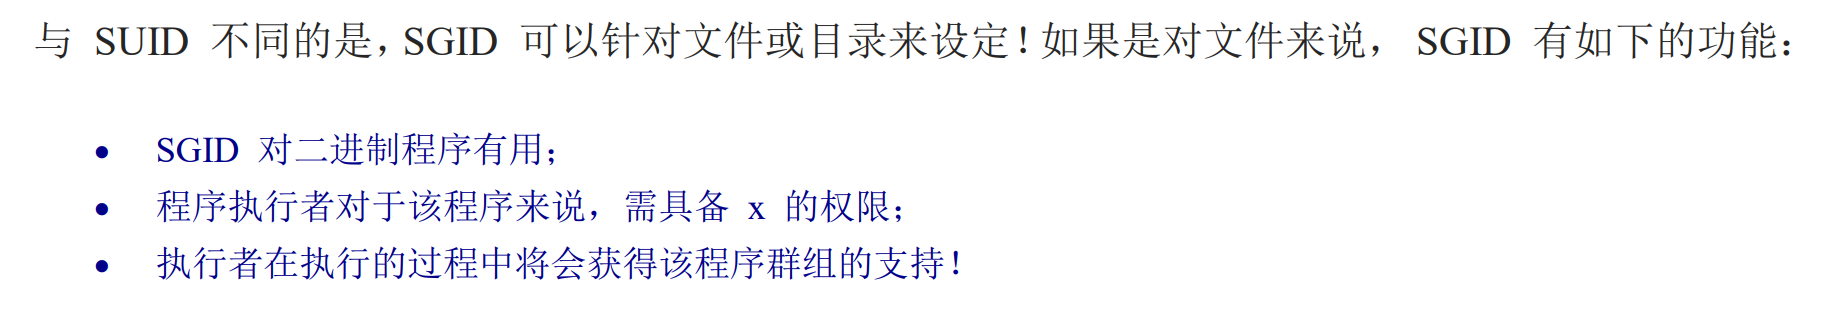 与 SUID 不同的是，SGID 可以针对文件或目录来设定！如果是对文件来说， SGID 有如下的功能：
• SGID 对二进制程序有用；
• 程序执行者对于该程序来说，需具备 x 的权限；
• 执行者在执行的过程中将会获得该程序群组的支持！